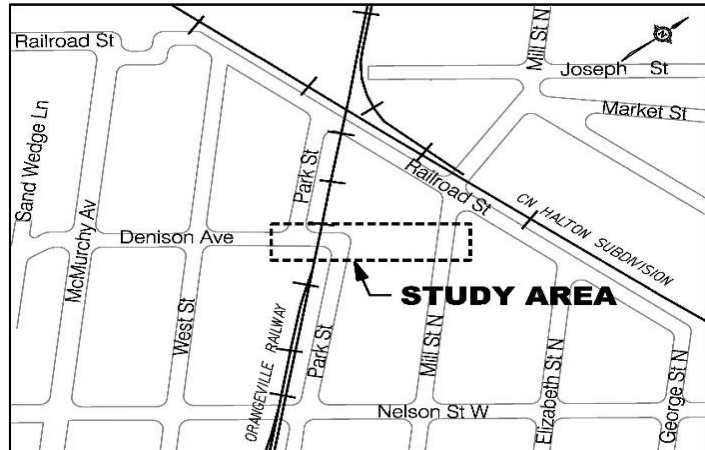 Railroad St
Mill St N
Joseph St
Market St
Sand Wedge Ln
McMurchy Av
Park St
Railroad St
CN HALTON SUBDIVISION
Denison Ave
West St
STUDY AREA
ORANGEVILLE RAILWAY
Park St
Mill St N
Elizabeth St N
George St N
Nelson St W